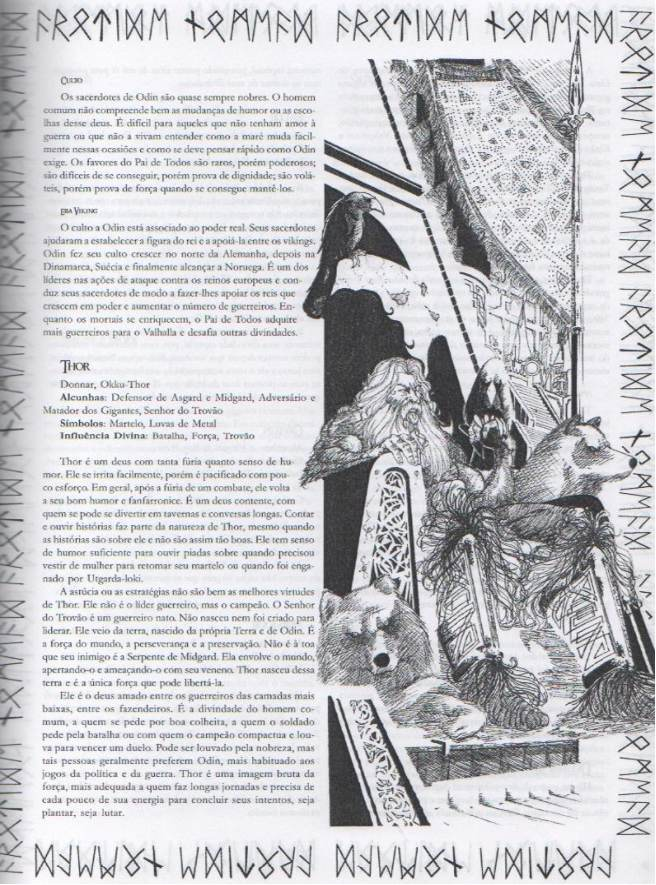 Culto
Os sacerdotes de Odin são quase sempre nobres. O homem
comum não compreende bem as mudanças de humor ou as esco-
lhas desse deus. É difícil para aqueles que não tenham amor à
guerra ou que não a vivam entender como a maré muda facil-
mente nessas ocasiões e como se deve pensar rápido como Odin
exige. Os favores do Pai de Todos são raros, porém poderosos;
são difíceis de se conseguir, porém prova de dignidade; são volá-
teis, porém prova de força quando se consegue mantê-los.
Era Viking
O culto a Odin está associado ao poder real. Seus sacerdotes
ajudaram a estabelecer a figura do rei e a apoiá-la entre os vikings.
Odin fez seu culto crescer no norte da Alemanha, depois na
Dinamarca, Suécia e finalmente alcançar a Noruega. É um dos
líderes nas ações de ataque contra os reinos europeus e con-
duz seus sacerdotes de modo a fazer-lhes apoiar os reis que
crescem em poder e aumentar o número de guerreiros. En-
quanto os mortais se enriquecem, o Pai de Todos adquire
mais guerreiros para o Valhalla e desafia outras divindades.
Thor
Donnar, Okku-Thor
Alcunhas: Defensor de Asgard e Midgard, Adversário e
Matador dos Gigantes, Senhor do Trovão
Símbolos: Martelo, Luvas de Metal
Influência Divina: Batalha, Força, Trovão
Thor é um deus com tanta fúria quanto senso de hu-
mor. Ele se irrita facilmente, porém é pacificado com pou-
co esforço. Em geral, após a fúria de um combate, ele volta
a seu bom humor e fanfarronice. É um deus contente, com
quem se pode se divertir em tavernas e conversas longas. Contar
e ouvir histórias faz parte da natureza de Thor, mesmo quando
as histórias são sobre ele e não são assim tão boas. Ele tem senso
de humor suficiente para ouvir piadas sobre quando precisou
vestir de mulher para retomar seu martelo ou quando foi enga-
nado por Utgarda-loki.
A astúcia ou as estratégias não são bem as melhores virtudes
de Thor. Ele não é o líder guerreiro, mas o campeão. O Senhor
do Trovão é um guerreiro nato. Não nasceu nem foi criado para
liderar. Ele veio da terra, nascido da própria Terra e de Odin. É
a força do mundo, a perseverança e a preservação. Não é à toa
que seu inimigo é a Serpente de Midgard. Ela envolve o mundo,
apertando-o e ameaçando-o com seu veneno. Thor nasceu dessa
terra e é a única força que pode libertá-la.
Ele é o deus amado entre os guerreiros das camadas mais
baixas, entre os fazendeiros. É a divindade do homem co-
mum, a quem se pede por boa colheita, a quem o soldado
pede pela batalha ou com quem o campeão compactua e lou-
va para vencer um duelo. Pode ser louvado pela nobreza, mas
tais pessoas geralmente preferem Odin, mais habituado aos
jogos da política e da guerra. Thor é uma imagem bruta da
força, mais adequada a quem faz longas jornadas e precisa de
cada pouco de sua energia para concluir seus intentos, seja
plantar, seja lutar.